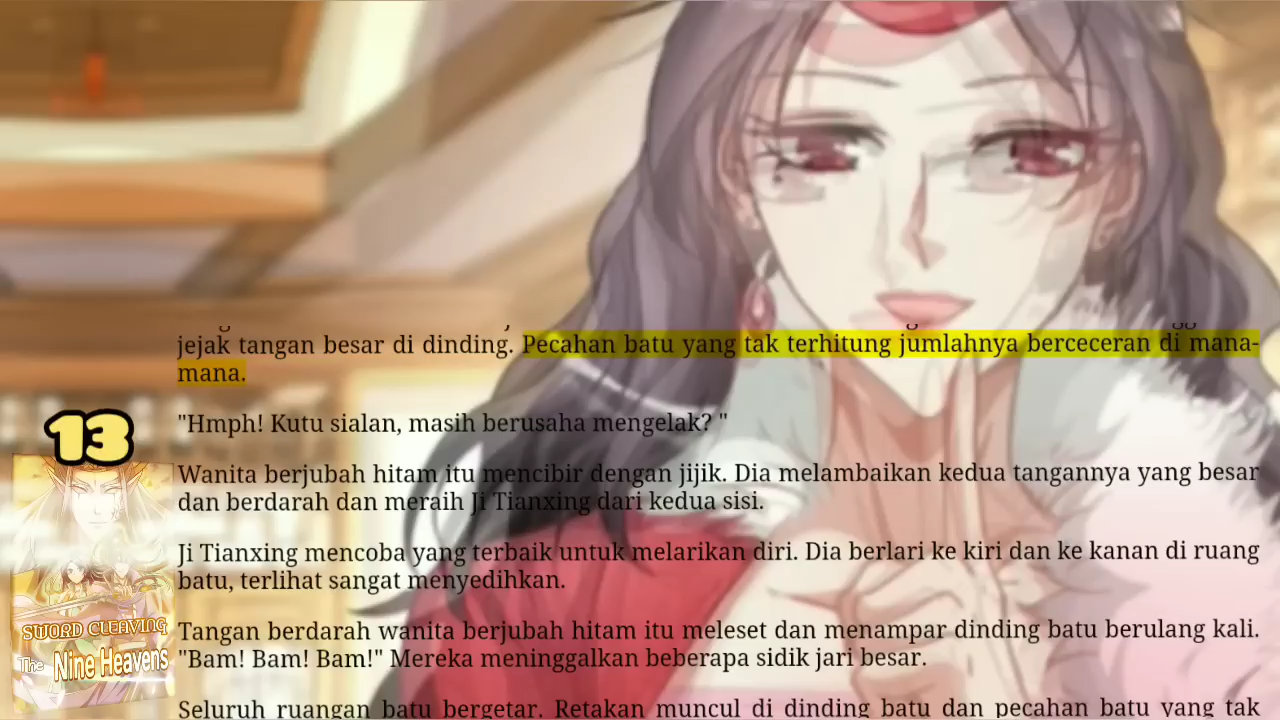 jejak tangan besar di dinding. Pecahan batu yang tak terhitung jumlahnya berceceran di mana-
mana.
"Hmph! Kutu sialan, masih berusaha mengelak? "
Wanita berjubah hitam itu mencibir dengan jijik. Dia melambaikan kedua tangannya yang besar
dan berdarah dan meraih Ji Tianxing dari kedua sisi.
Ji Tianxing mencoba yang terbaik untuk melarikan diri. Dia berlari ke kiri dan ke kanan di ruang
batu, terlihat sangat menyedihkan.
Tangan berdarah wanita berjubah hitam itu meleset dan menampar dinding batu berulang kali.
"Bam! Bam! Bam!" Mereka meninggalkan beberapa sidik jari besar.
Seluruh ruangan batu bergetar. Retakan muncul di dinding batu dan pecahan batu yang tak
13
SWORD CLEAVING
The Nine Heavens